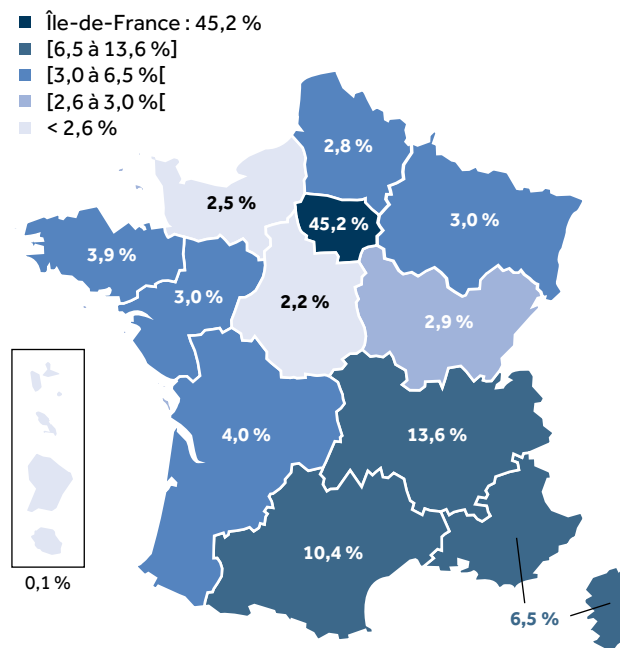 Île-de-France : 45,2 %
[6,5 à 13,6 %]
[3,0 à 6,5 %[
[2,6 à 3,0 %[
< 2,6 %
2,8 %
2,5 %
45,2 %
3,0 %
3,9 %
3,0 %
2,2 %
2,9 %
4,0 %
13,6 %
10,4 %
0,1 %
6,5 %